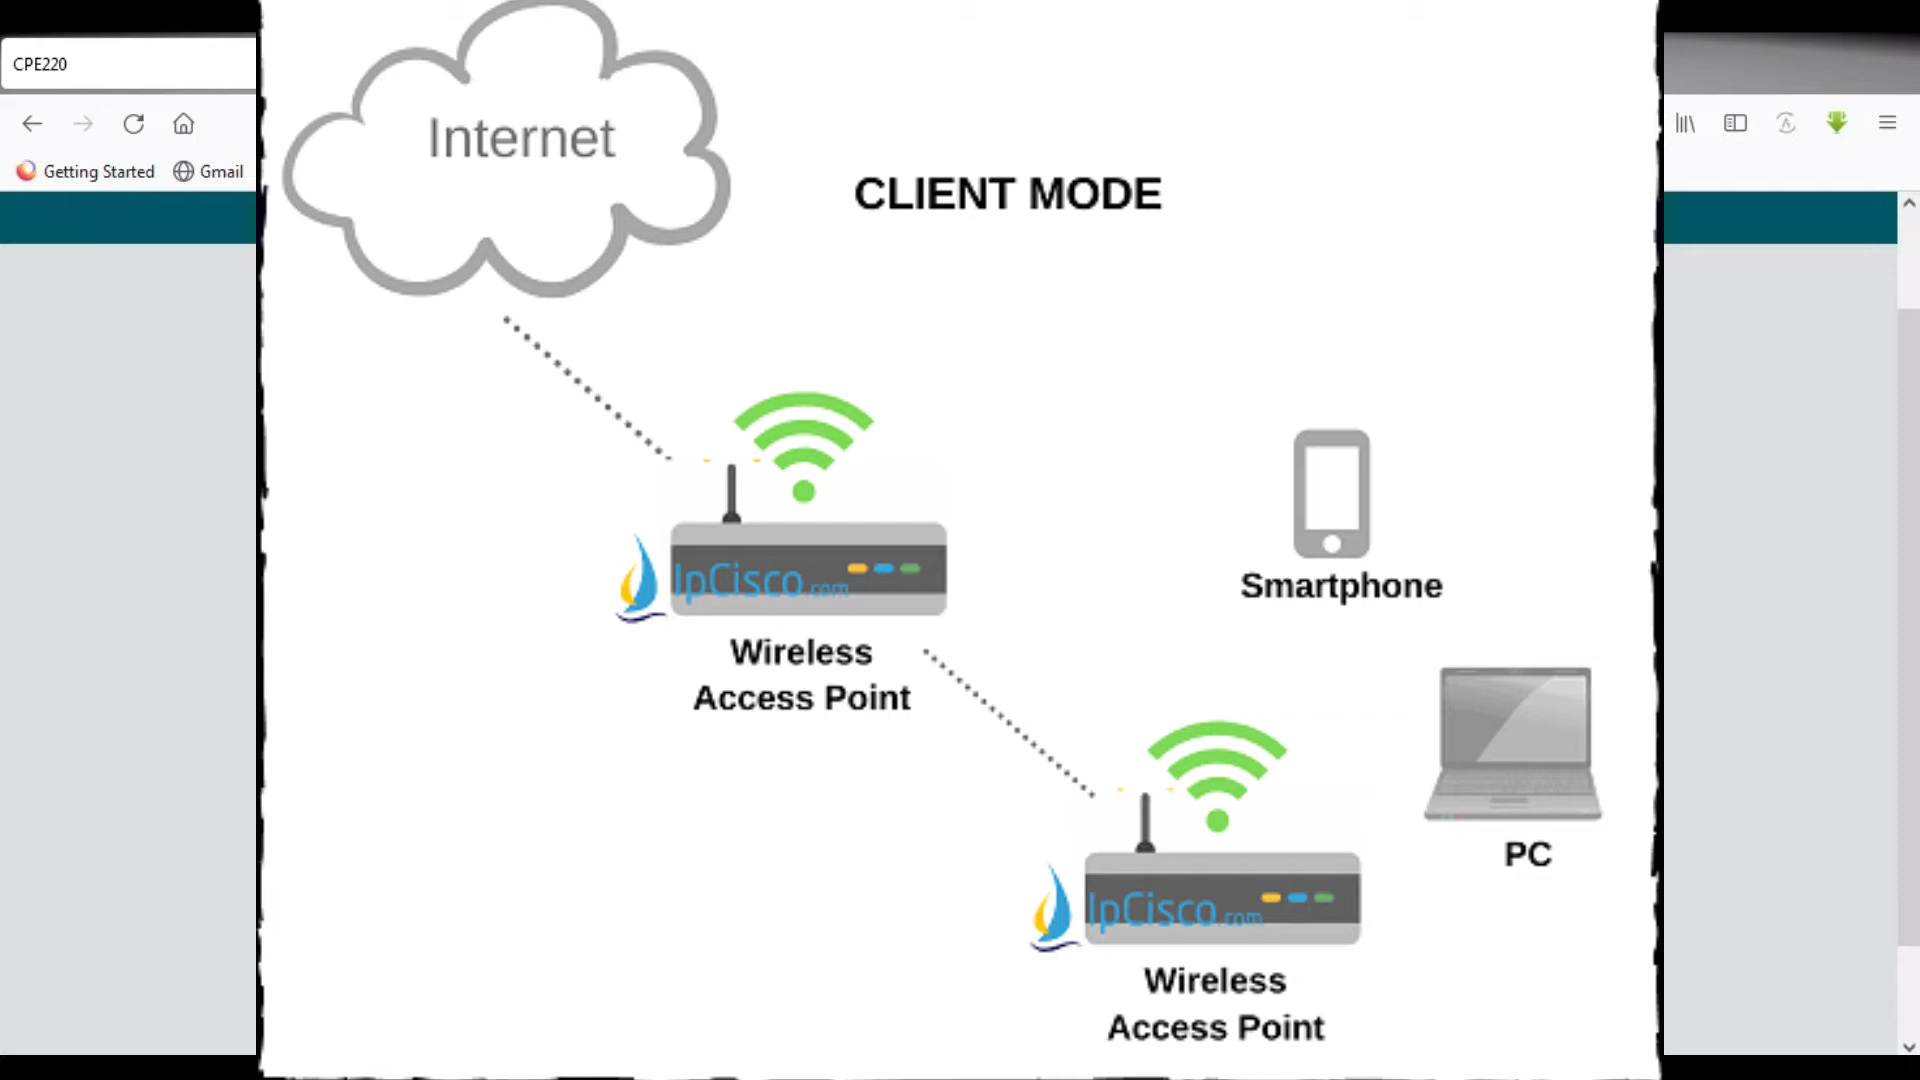 CPE220
Getting Started
Gmail
Internet
CLIENT MODE
IpCisco.com
Wireless
Access Point
Smartphone
PC
IpCisco.com
Wireless
Access Point